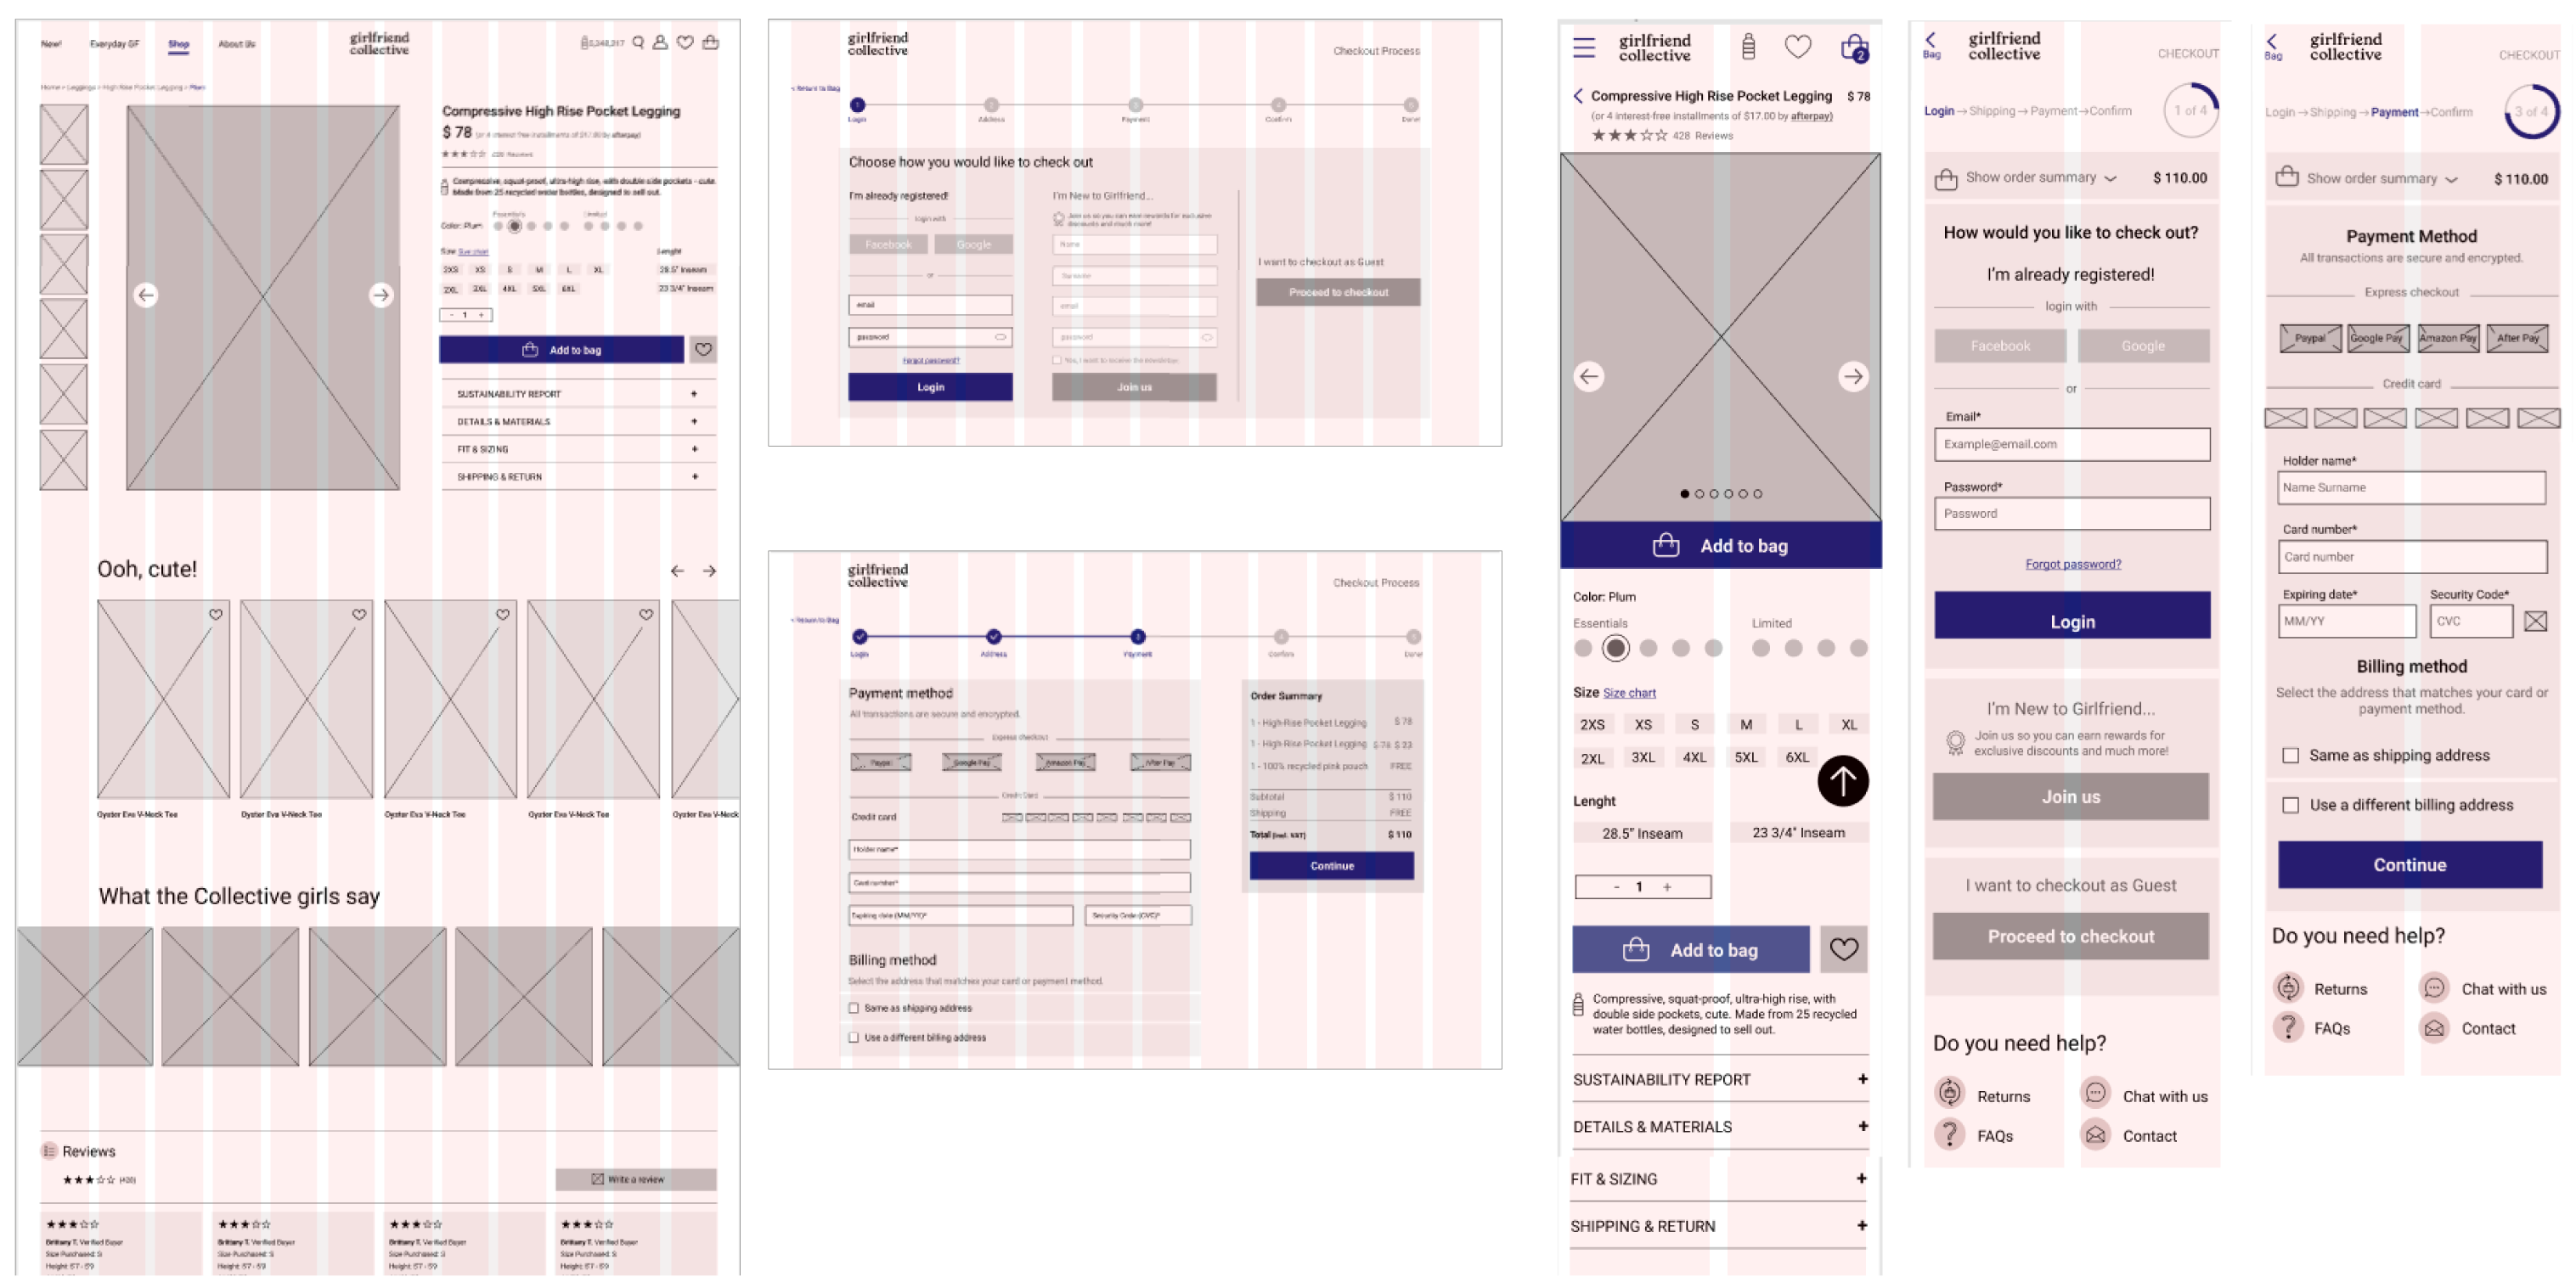 New!
Everyday GF
Shop
About Us
girlfriend
collective
5,348,217
Home > Leggings > High Rise Pocket Legging > Plum
Compressive High Rise Pocket Legging
$ 78 (or 4 interest-free installments of $17.00 by afterpay)
428 Reviews
Compressive, squat-proof, ultra-high rise, with double side pockets - cute.
Made from 25 recycled water bottles, designed to sell out.
Essentials
Limited
Color: Plum
Size Size chart
Lenght
2XS XS S M L XL
28.5" Inseam
2XL 3XL 4XL 5XL 6XL
23 3/4" Inseam
- 1 +
Add to bag
SUSTAINABILITY REPORT +
DETAILS & MATERIALS +
FIT & SIZING +
SHIPPING & RETURN +
Ooh, cute!
Oyster Eva V-Neck Tee
Oyster Eva V-Neck Tee
Oyster Eva V-Neck Tee
Oyster Eva V-Neck Tee
Oyster Eva V-Neck
What the Collective girls say
Reviews
(428)
Write a review
Brittany T. Verified Buyer
Size Purchased: S
Height: 5'7 - 5'9
Brittany T. Verified Buyer
Size Purchased: S
Height: 5'7 - 5'9
Brittany T. Verified Buyer
Size Purchased: S
Height: 5'7 - 5'9
Brittany T. Verified Buyer
Size Purchased: S
Height: 5'7 - 5'9
girlfriend
collective
Checkout Process
< Return to Bag
1
2
3
4
5
Login
Address
Payment
Confirm
Done!
Choose how you would like to check out
I'm already registered!
login with
Facebook
Google
or
email
password
Forgot password?
Login
I'm New to Girlfriend...
Join us so you can earn rewards for exclusive
discounts and much more!
Name
Surname
email
password
Yes, I want to receive the newsletter.
Join us
I want to checkout as Guest
Proceed to checkout
girlfriend
collective
Checkout Process
< Return to Bag
3
4
5
Login
Address
Payment
Confirm
Done!
Payment method
All transactions are secure and encrypted.
Express checkout
Paypal
Google Pay
Amazon Pay
After Pay
Credit Card
Credit card
Holder name*
Card number*
Expiring date (MM/YY)*
Security Code (CVC)*
Billing method
Select the address that matches your card or payment method.
Same as shipping address
Use a different billing address
Order Summary
1 - High-Rise Pocket Legging $ 78
1 - High-Rise Pocket Legging $ 78 $ 23
1 - 100% recycled pink pouch FREE
Subtotal $ 110
Shipping FREE
Total (incl. VAT) $ 110
Continue
girlfriend
collective
2
Compressive High Rise Pocket Legging $ 78
(or 4 interest-free installments of $17.00 by afterpay)
428 Reviews
Add to bag
Color: Plum
Essentials
Limited
Size Size chart
2XS XS S M L XL
2XL 3XL 4XL 5XL 6XL
Lenght
28.5" Inseam
23 3/4" Inseam
- 1 +
Add to bag
Compressive, squat-proof, ultra-high rise, with
double side pockets, cute. Made from 25 recycled
water bottles, designed to sell out.
SUSTAINABILITY REPORT +
DETAILS & MATERIALS +
FIT & SIZING +
SHIPPING & RETURN +
Bag
girlfriend
collective
CHECKOUT
Login→Shipping→Payment→Confirm
1 of 4
Show order summary
$ 110.00
How would you like to check out?
I'm already registered!
login with
Facebook
Google
or
Email*
Example@email.com
Password*
Password
Forgot password?
Login
I'm New to Girlfriend...
Join us so you can earn rewards for
exclusive discounts and much more!
Join us
I want to checkout as Guest
Proceed to checkout
Do you need help?
Returns
Chat with us
FAQs
Contact
Bag
girlfriend
collective
CHECKOUT
Login→Shipping→Payment→Confirm
3 of 4
Show order summary
$ 110.00
Payment Method
All transactions are secure and encrypted.
Express checkout
Paypal
Google Pay
Amazon Pay
After Pay
Credit card
Holder name*
Name Surname
Card number*
Card number
Expiring date*
Security Code*
MM/YY
CVC
Billing method
Select the address that matches your card or
payment method.
Same as shipping address
Use a different billing address
Continue
Do you need help?
Returns
Chat with us
FAQs
Contact